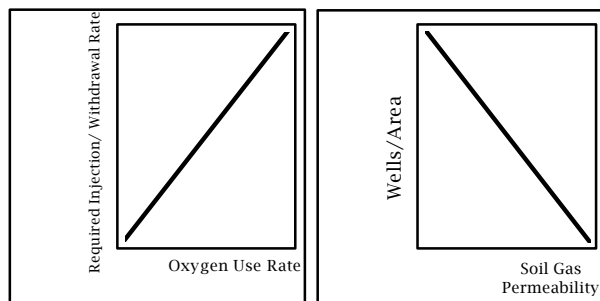 Required Injection/ Withdrawal Rate
Oxygen Use Rate
Wells/Area
Soil Gas
Permeability